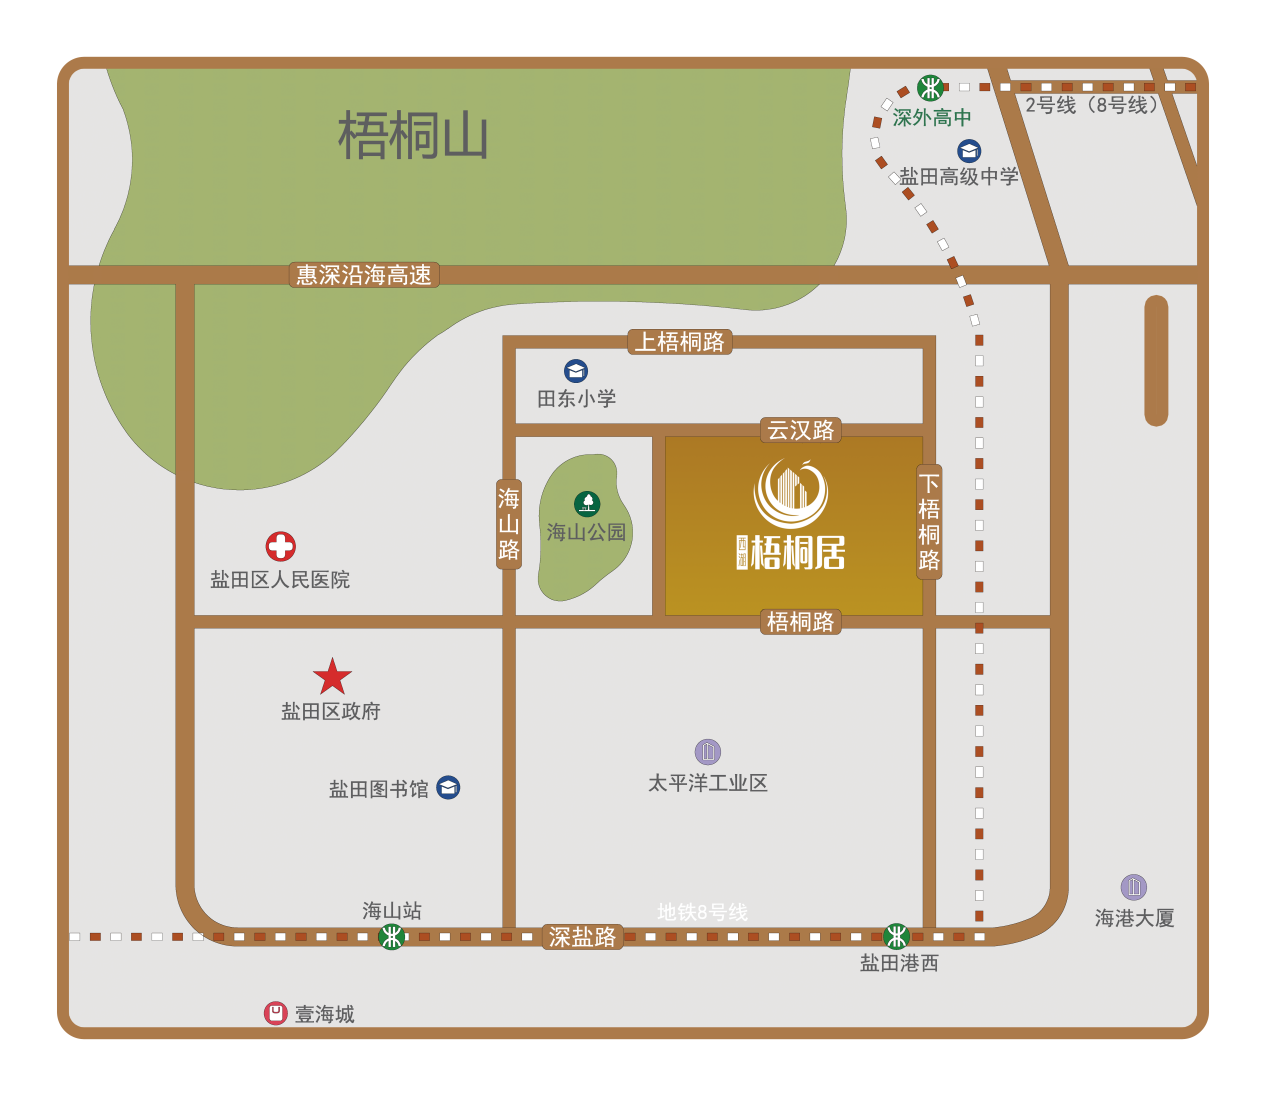 梧桐山
深外高中
2号线（8号线）
盐田高级中学
惠深沿海高速
上梧桐路
田东小学
云汉路
海山路
海山公园
梧桐居
下梧桐路
盐田区人民医院
梧桐路
盐田区政府
太平洋工业区
盐田图书馆
海山站
地铁8号线
海港大厦
深盐路
盐田港西
壹海城